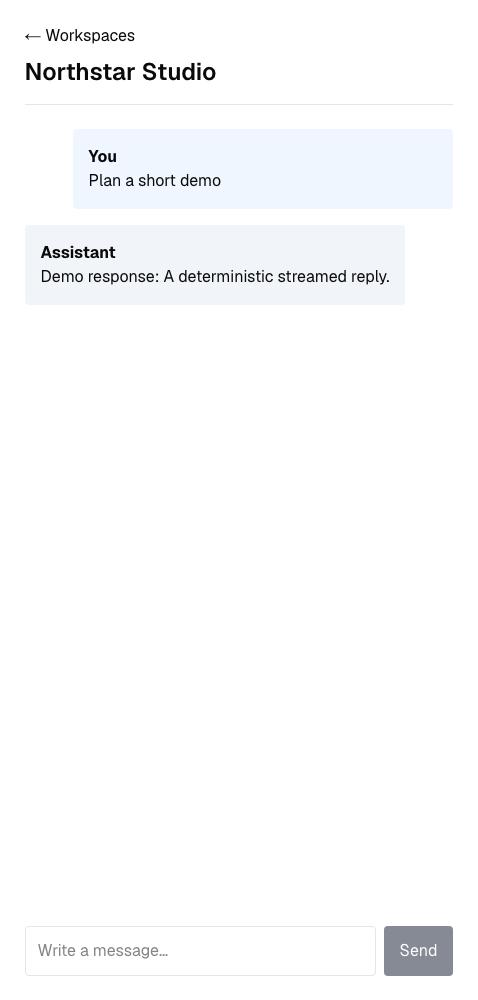 ← Workspaces
Northstar Studio
You
Plan a short demo
Assistant
Demo response: A deterministic streamed reply.
Write a message...
Send